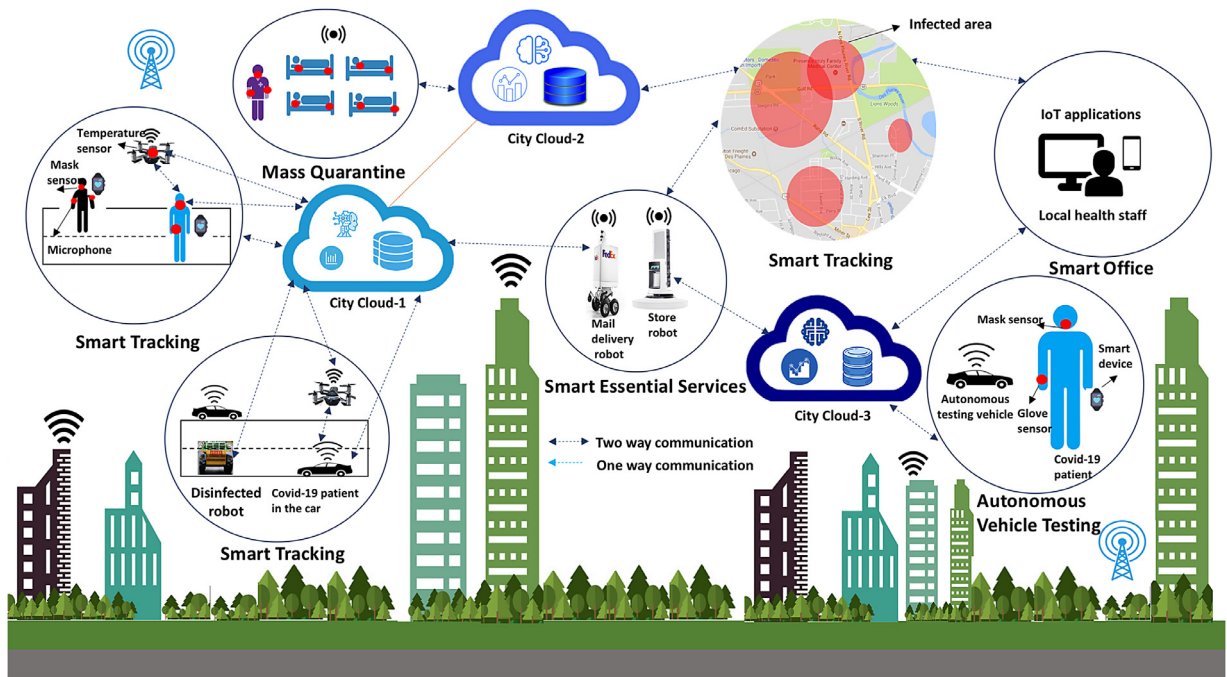 Infected area
IoT applications
Local health staff
Smart Office
City Cloud-2
Temperature
sensor
Mask
sensor
Microphone
Smart Tracking
Mass Quarantine
City Cloud-1
FedEx
Mail
delivery
robot
Store
robot
Smart Essential Services
Smart Tracking
City Cloud-3
Mask sensor
Smart
device
Autonomous
testing vehicle
Glove
sensor
Covid-19
patient
Autonomous
Vehicle Testing
Disinfected
robot
Covid-19 patient
in the car
Smart Tracking
Two way communication
One way communication